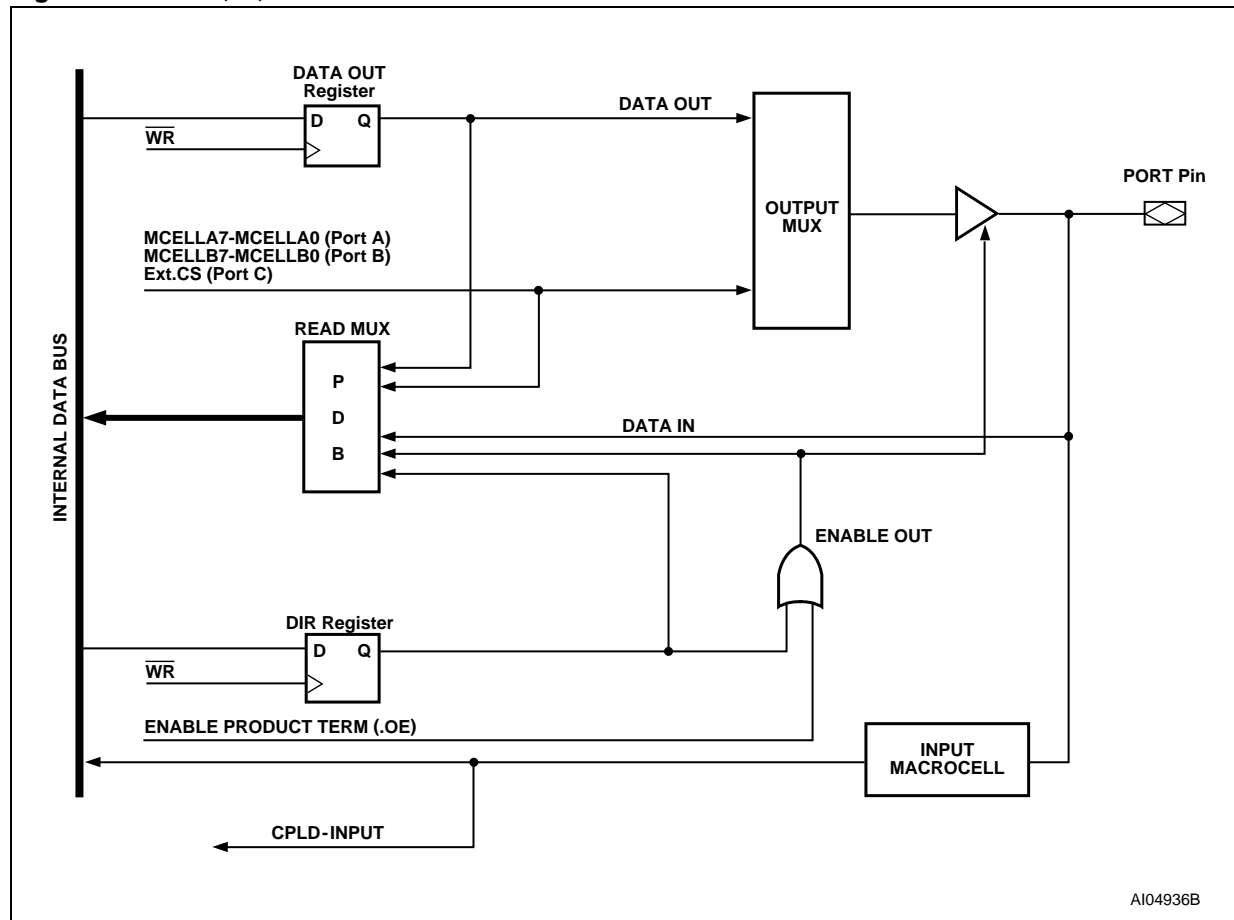 DATA OUT
Register
D Q
WR
DATA OUT
OUTPUT
MUX
PORT Pin
MCELLA7-MCELLA0 (Port A)
MCELLB7-MCELLB0 (Port B)
Ext.CS (Port C)
READ MUX
P
D
B
INTERNAL DATA BUS
DATA IN
ENABLE OUT
DIR Register
D Q
WR
ENABLE PRODUCT TERM (.OE)
INPUT
MACROCELL
CPLD-INPUT
AI04936B